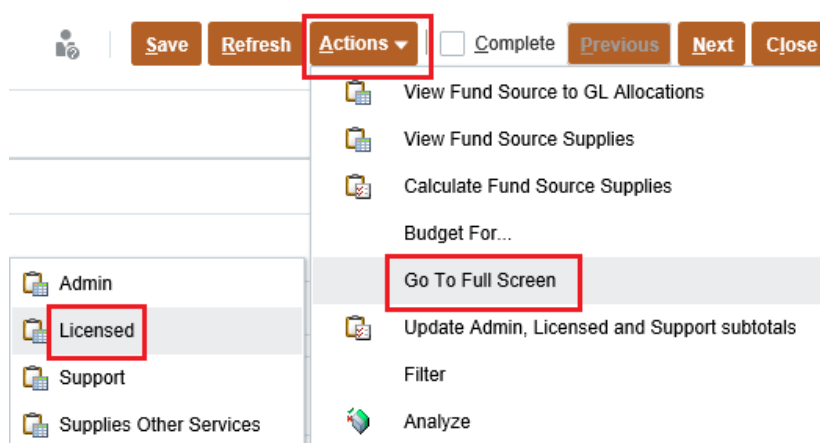 Save Refresh Actions Complete Previous Next Close
View Fund Source to GL Allocations
View Fund Source Supplies
Calculate Fund Source Supplies
Budget For...
Go To Full Screen
Update Admin, Licensed and Support subtotals
Filter
Analyze
Admin
Licensed
Support
Supplies Other Services